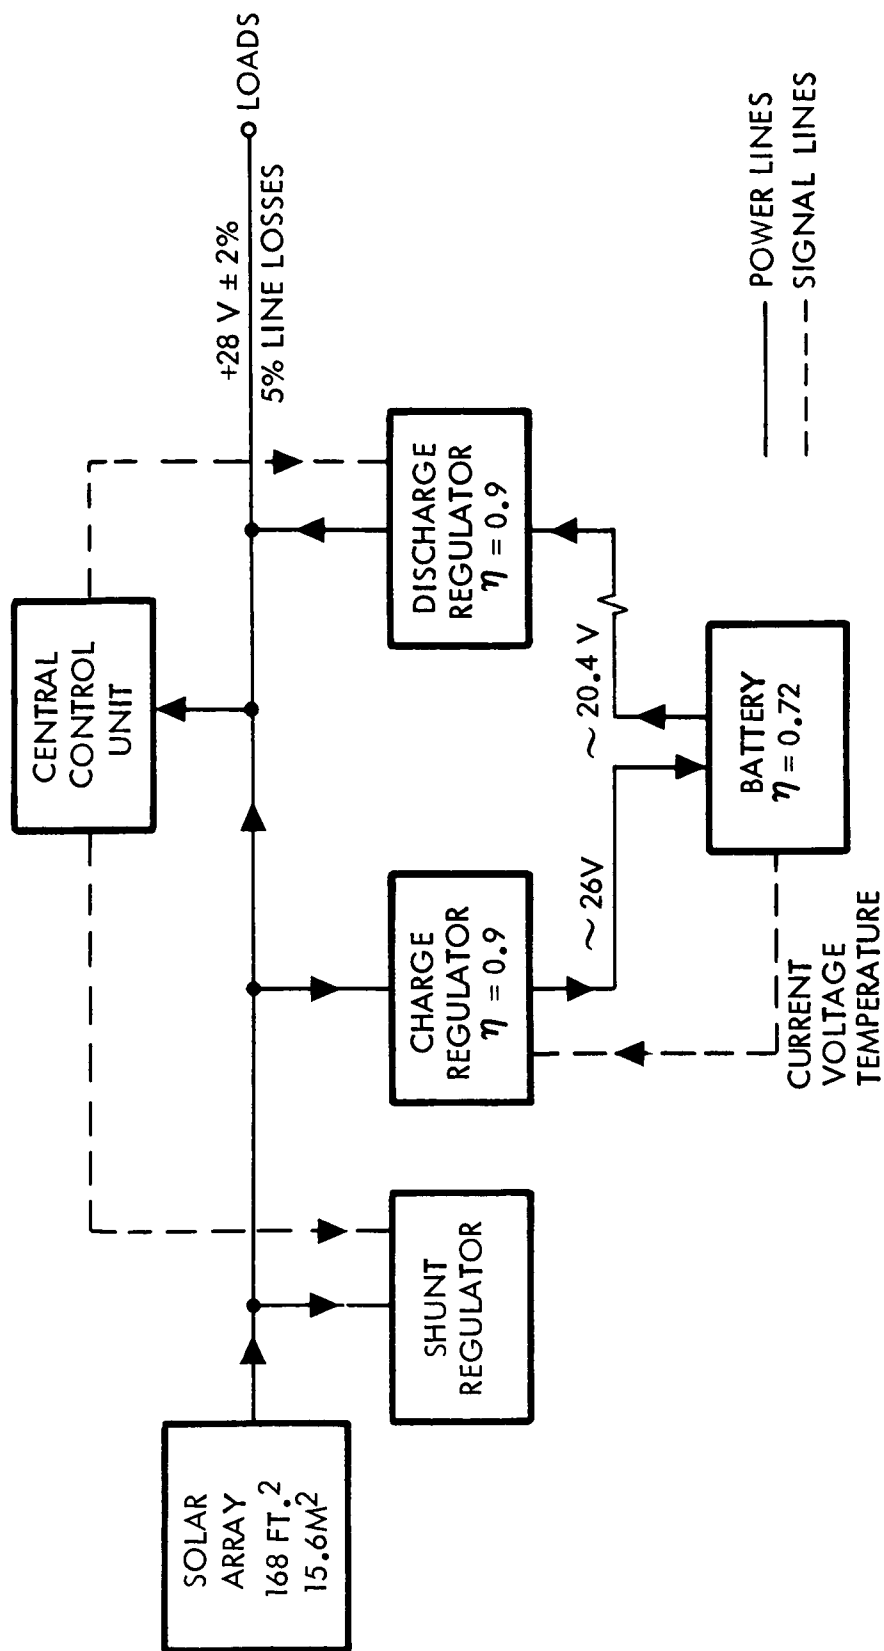 SOLAR
ARRAY
168 FT.²
15.6M²
SHUNT
REGULATOR
CENTRAL
CONTROL
UNIT
CHARGE
REGULATOR
η = 0.9
DISCHARGE
REGULATOR
η = 0.9
+28 V ± 2%
5% LINE LOSSES
LOADS
~ 26V
~ 20.4 V
BATTERY
η = 0.72
CURRENT
VOLTAGE
TEMPERATURE
POWER LINES
SIGNAL LINES